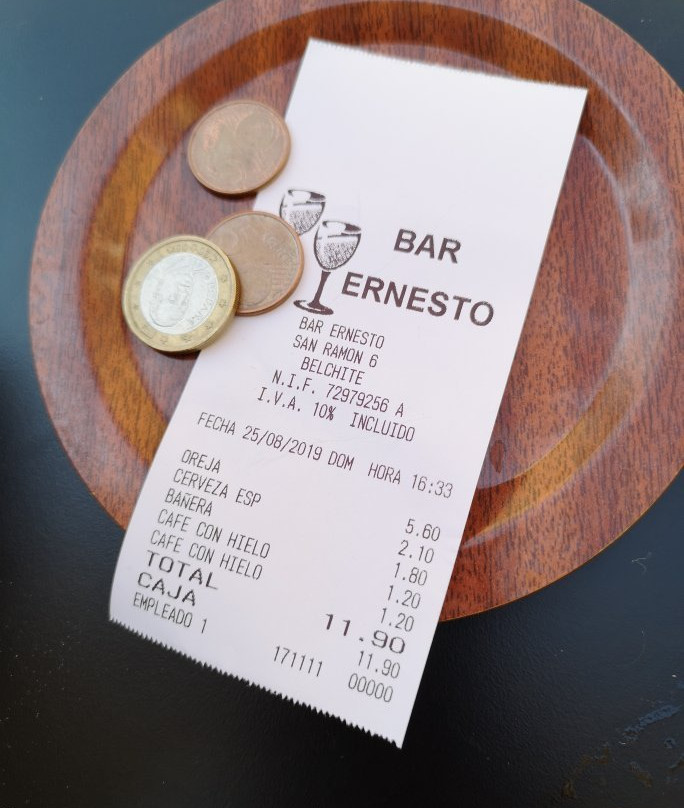 BAR
ERNESTO
BAR ERNESTO
SAN RAMON 6
BELCHITE
N.I.F. 72979256 A
I.V.A. 10% INCLUIDO
FECHA 25/08/2019 DOM HORA 16:33
OREJA 5.60
CERVEZA ESP 2.10
BAÑERA 1.80
CAFE CON HIELO 1.20
CAFE CON HIELO 1.20
TOTAL 11.90
CAJA 11.90
EMPLEADO 1 171111 00000